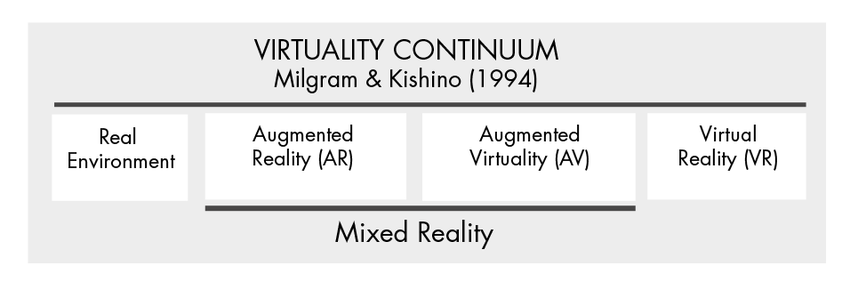 VIRTUALITY CONTINUUM
Milgram & Kishino (1994)
Real
Environment
Augmented
Reality (AR)
Augmented
Virtuality (AV)
Virtual
Reality (VR)
Mixed Reality